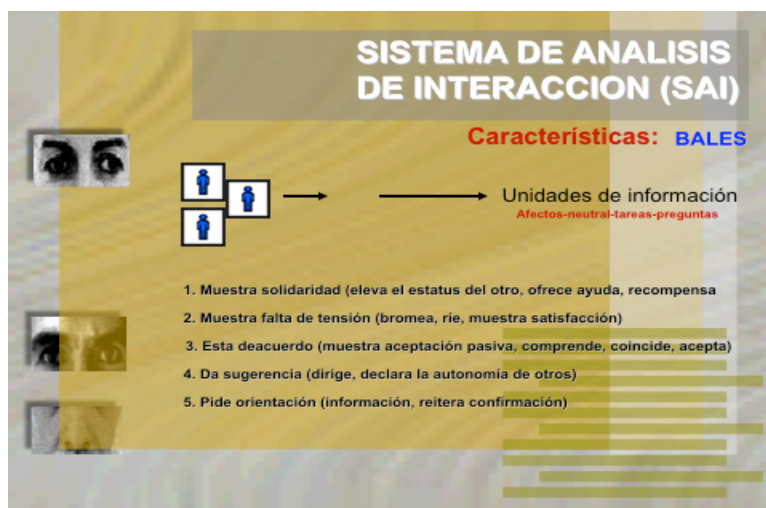 SISTEMA DE ANALISIS
DE INTERACCION (SAI)
Características: BALES
Unidades de información
Afectos-neutral-tareas-preguntas
1. Muestra solidaridad (eleva el estatus del otro, ofrece ayuda, recompensa
2. Muestra falta de tensión (bromea, rie, muestra satisfacción)
3. Esta deacuerdo (muestra aceptación pasiva, comprende, coincide, acepta)
4. Da sugerencia (dirige, declara la autonomia de otros)
5. Pide orientación (información, reitera confirmación)